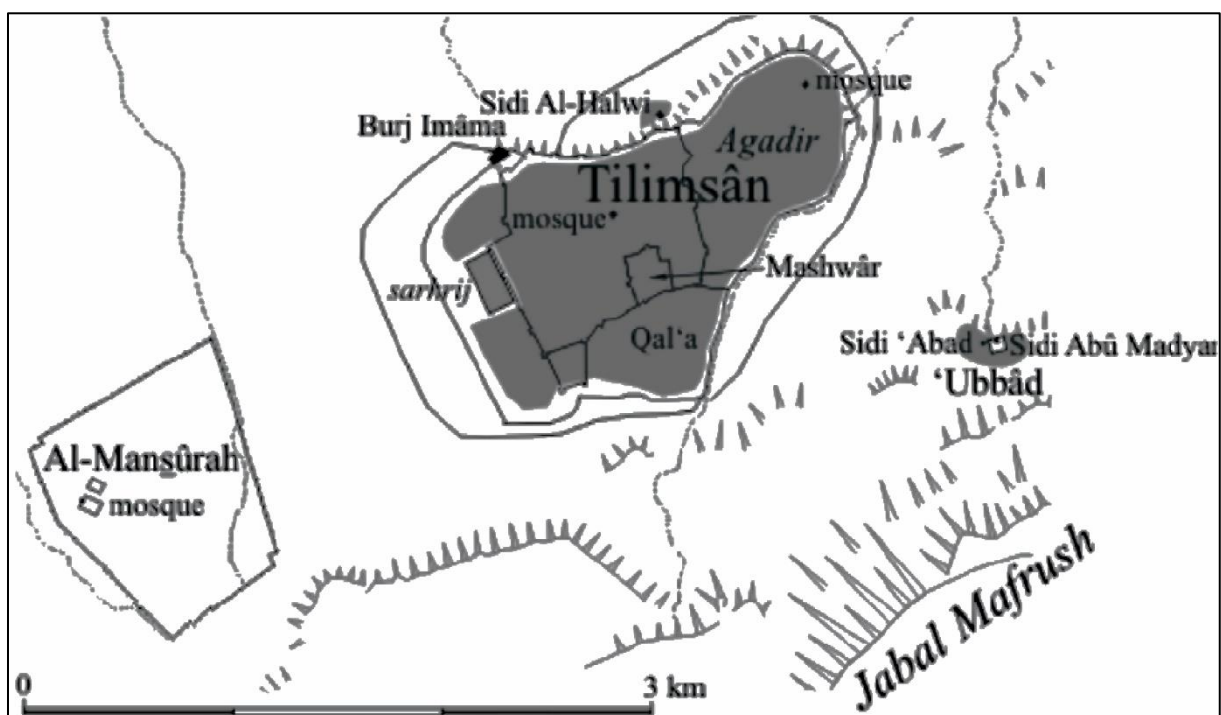 mosque
Sidi Al-Halwi
Burj Imâma
Agadir
Tilimsân
mosque
Mashwâr
sarhrij
Qal‘a
Sidi ‘Abad
Sidi Abû Madyan
‘Ubbâd
Al-Mansûrah
mosque
Jabal Mafrush
0
3 km